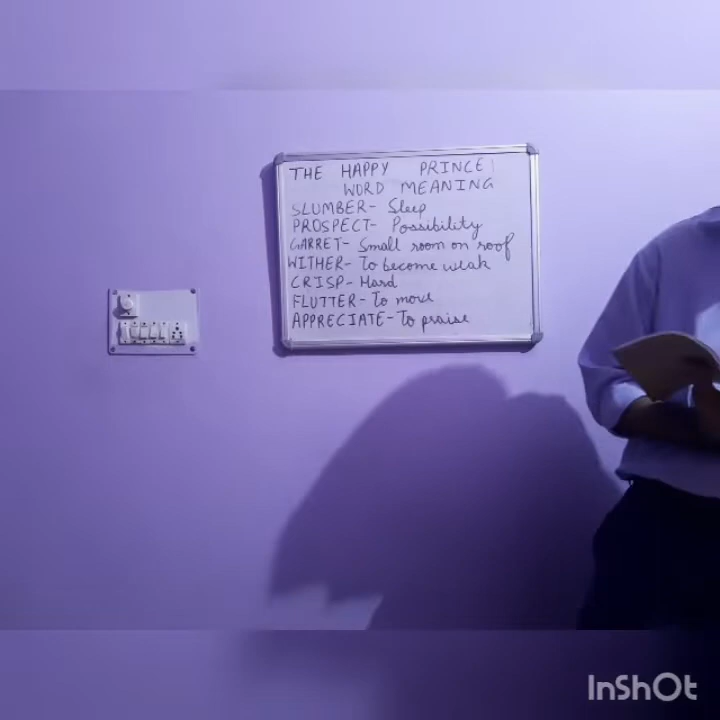 THE HAPPY PRINCE
WORD MEANING
SLUMBER- Sleep
PROSPECT- Possibility
GARRET- Small room on roof
WITHER- To become weak
CRISP- Hard
FLUTTER- To move
APPRECIATE- To praise
InShOt